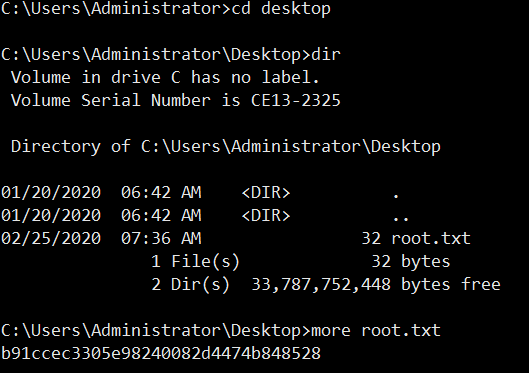 C:\Users\Administrator>cd desktop
C:\Users\Administrator\Desktop>dir
 Volume in drive C has no label.
 Volume Serial Number is CE13-2325
 Directory of C:\Users\Administrator\Desktop
01/20/2020  06:42 AM    <DIR>          .
01/20/2020  06:42 AM    <DIR>          ..
02/25/2020  07:36 AM                32 root.txt
               1 File(s)             32 bytes
               2 Dir(s)  33,787,752,448 bytes free
C:\Users\Administrator\Desktop>more root.txt
b91ccec3305e98240082d4474b848528